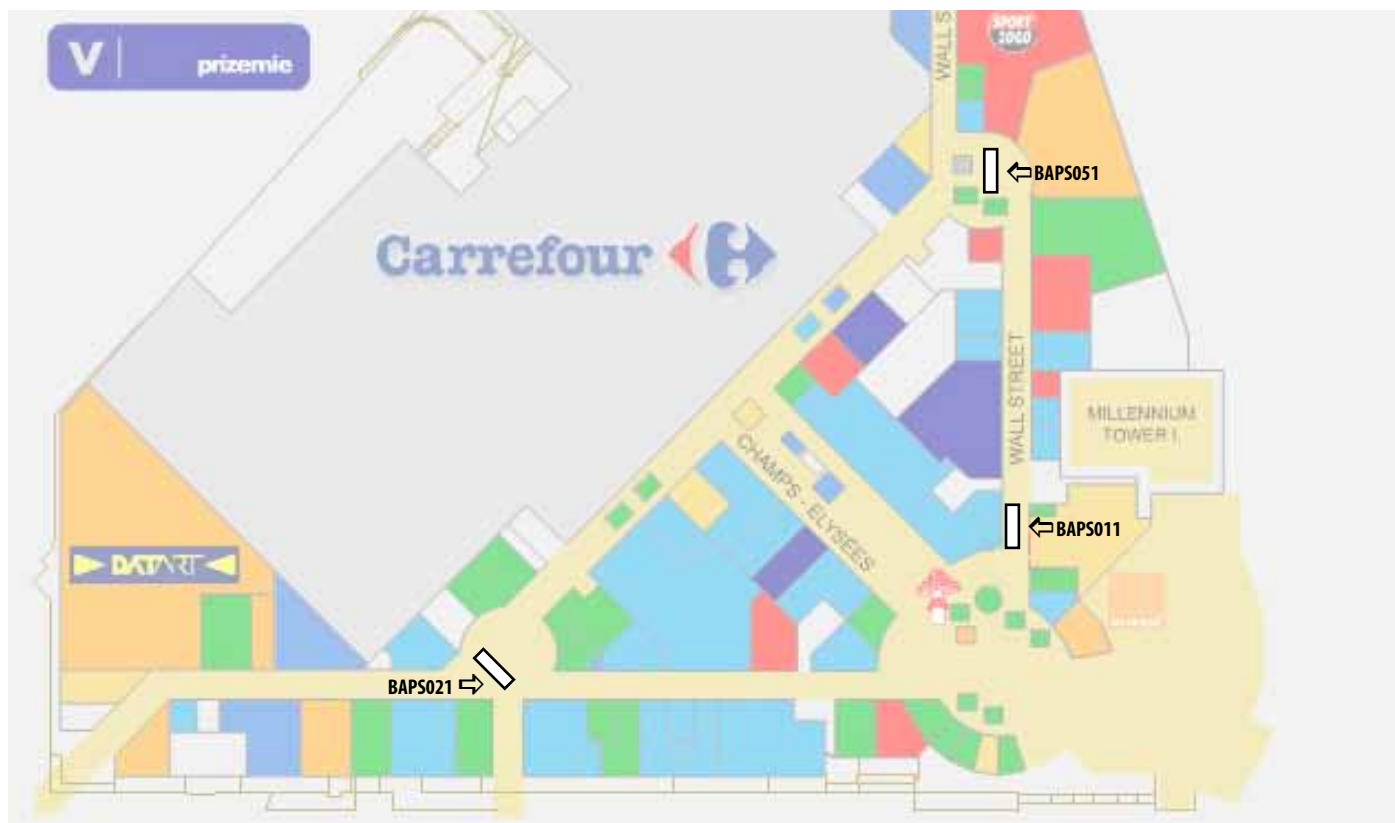 V
prizemie
WALL S
SPORT
2000
BAPS051
Carrefour
WALL STREET
MILLENNIUM
TOWER I.
CHAMPS - ELYSEES
BAPS011
DATART
BAPS021